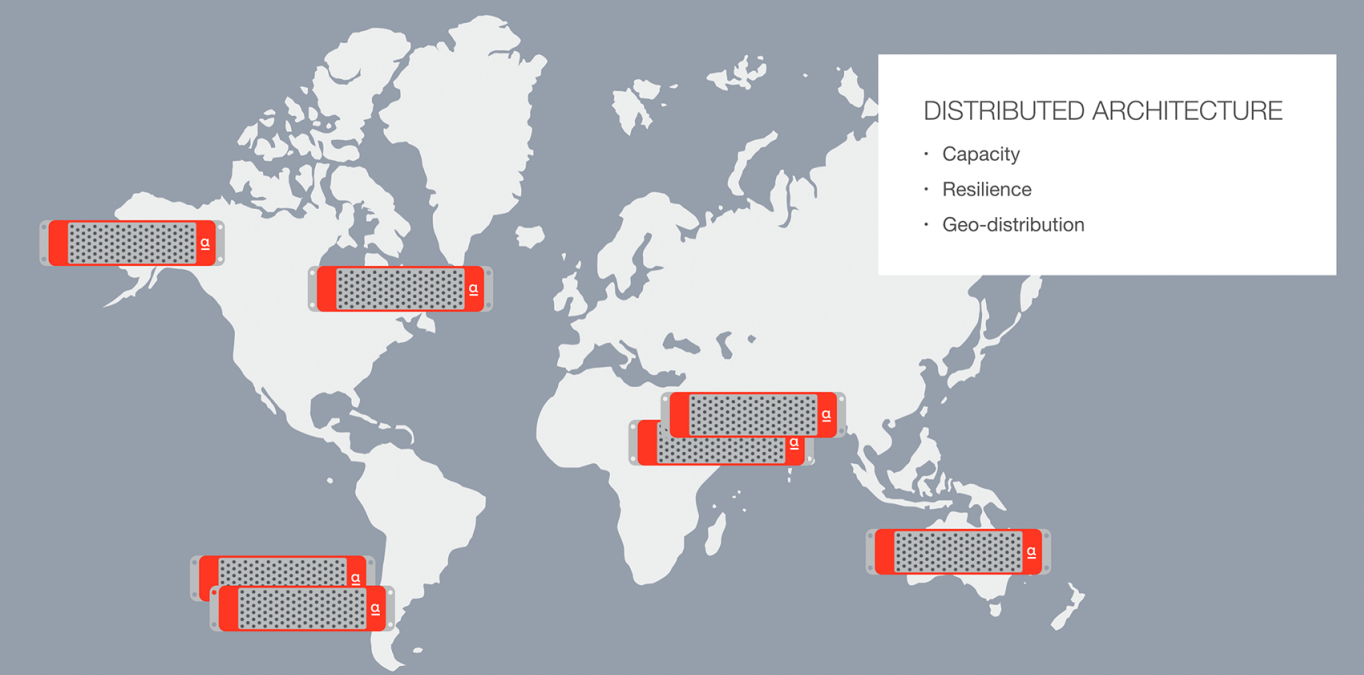 DISTRIBUTED ARCHITECTURE
• Capacity
• Resilience
• Geo-distribution
a
a
a
a
a
a
a